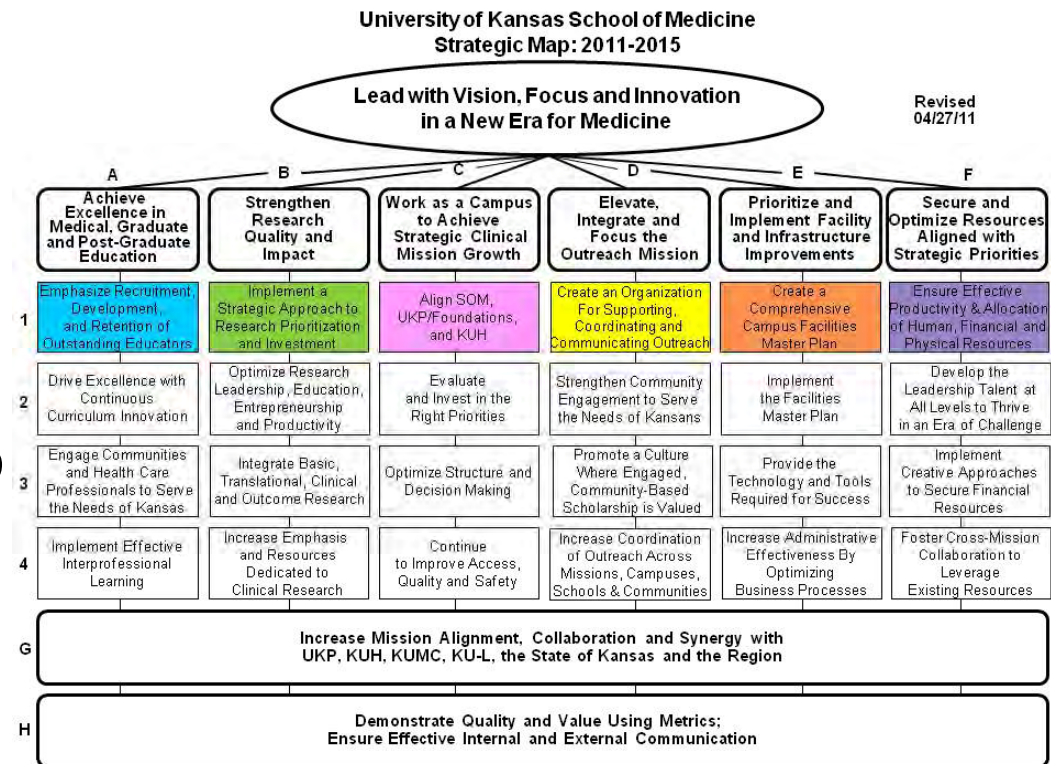 University of Kansas School of Medicine
Strategic Map: 2011-2015
Lead with Vision, Focus and Innovation
in a New Era for Medicine
Revised
04/27/11
A
B
C
D
E
F
Achieve
Excellence in
Medical, Graduate
and Post-Graduate
Education
Strengthen
Research
Quality and
Impact
Work as a Campus
to Achieve
Strategic Clinical
Mission Growth
Elevate,
Integrate and
Focus the
Outreach Mission
Prioritize and
Implement Facility
and Infrastructure
Improvements
Secure and
Optimize Resources
Aligned with
Strategic Priorities
1
Emphasize Recruitment,
Development,
and Retention of
Outstanding Educators
Implement a
Strategic Approach to
Research Prioritization
and Investment
Align SOM,
UKP/Foundations,
and KUH
Create an Organization
For Supporting,
Coordinating and
Communicating Outreach
Create a
Comprehensive
Campus Facilities
Master Plan
Ensure Effective
Productivity & Allocation
of Human, Financial and
Physical Resources
2
Drive Excellence with
Continuous
Curriculum Innovation
Optimize Research
Leadership, Education,
Entrepreneurship
and Productivity
Evaluate
and Invest in the
Right Priorities
Strengthen Community
Engagement to Serve
the Needs of Kansans
Implement
the Facilities
Master Plan
Develop the
Leadership Talent at
All Levels to Thrive
in an Era of Challenge
)
3
Engage Communities
and Health Care
Professionals to Serve
the Needs of Kansas
Integrate Basic,
Translational, Clinical
and Outcome Research
Optimize Structure and
Decision Making
Promote a Culture
Where Engaged,
Community-Based
Scholarship is Valued
Provide the
Technology and Tools
Required for Success
Implement
Creative Approaches
to Secure Financial
Resources
4
Implement Effective
Interprofessional
Learning
Increase Emphasis
and Resources
Dedicated to
Clinical Research
Continue
to Improve Access,
Quality and Safety
Increase Coordination
of Outreach Across
Missions, Campuses,
Schools & Communities
Increase Administrative
Effectiveness By
Optimizing
Business Processes
Foster Cross-Mission
Collaboration to
Leverage
Existing Resources
G
Increase Mission Alignment, Collaboration and Synergy with
UKP, KUH, KUMC, KU-L, the State of Kansas and the Region
H
Demonstrate Quality and Value Using Metrics;
Ensure Effective Internal and External Communication